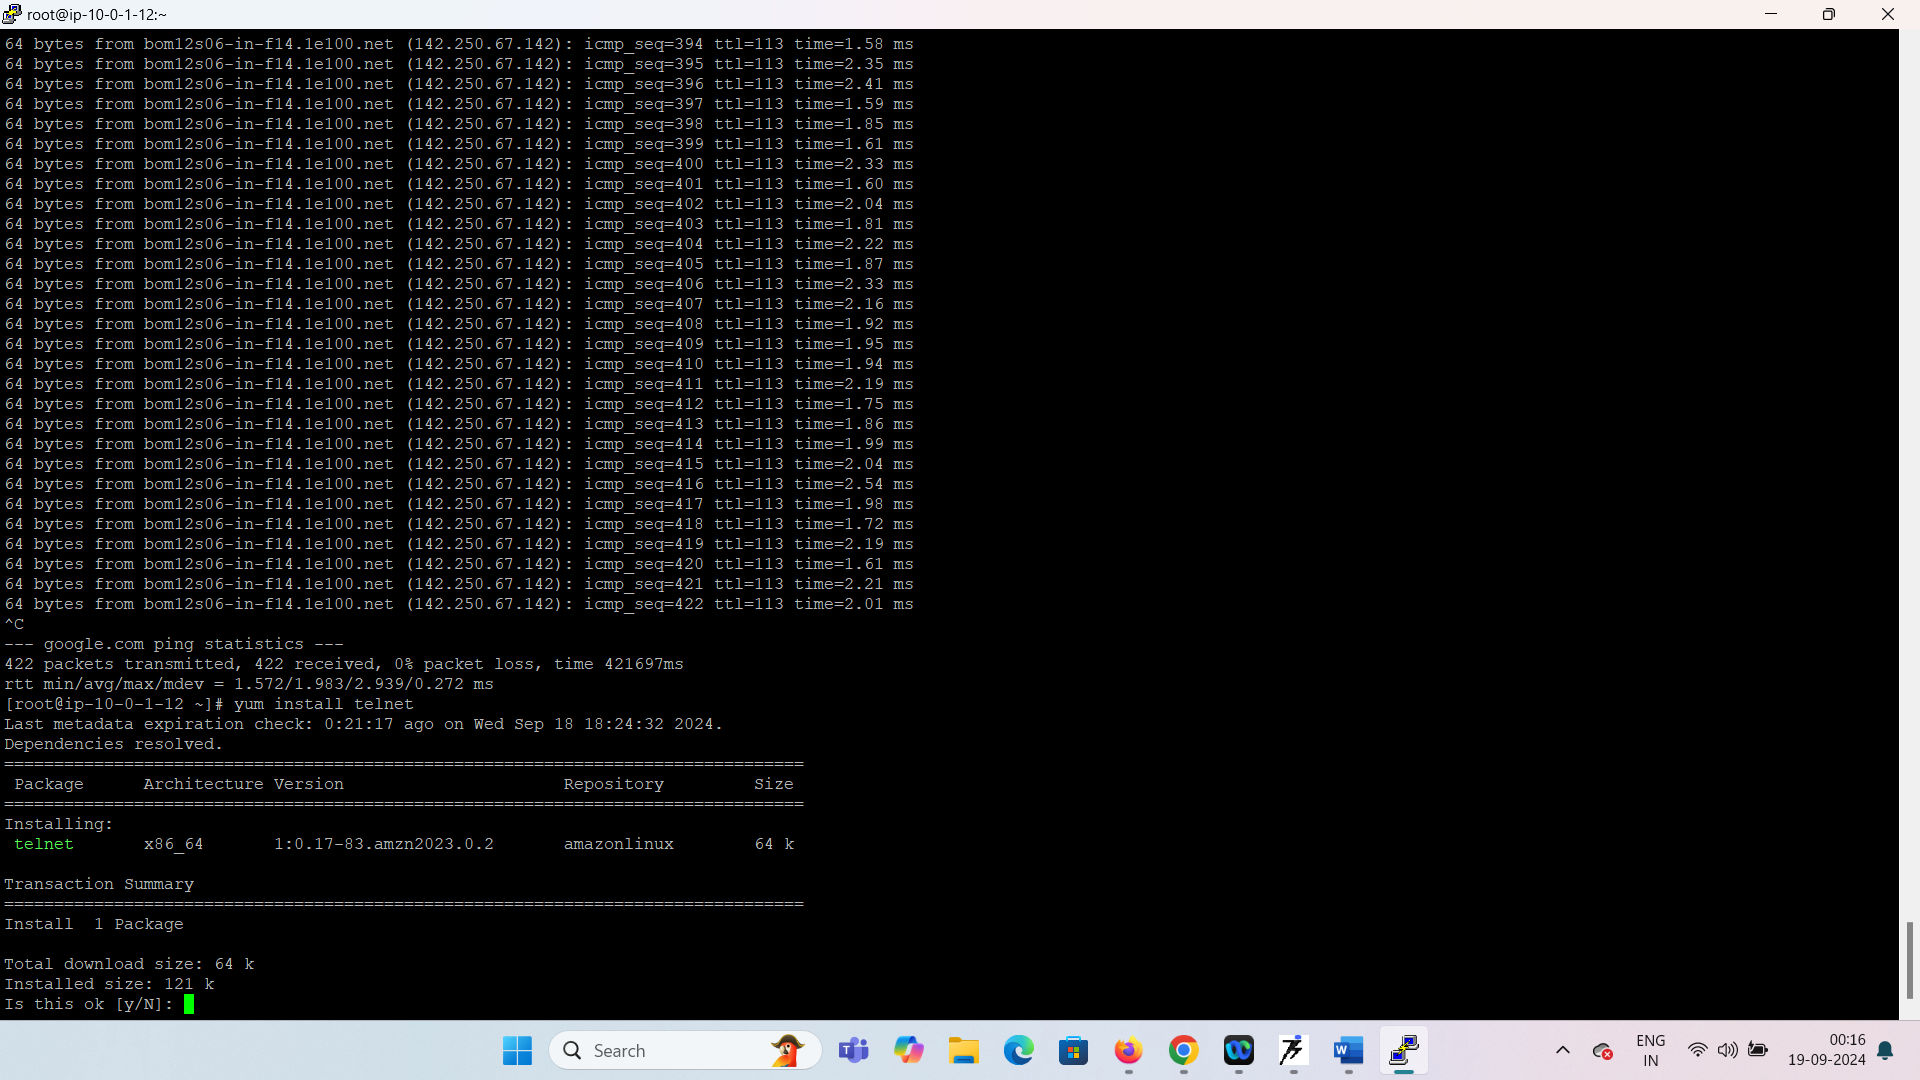 root@ip-10-0-1-12:~
64 bytes from bom12s06-in-f14.1e100.net (142.250.67.142): icmp_seq=394 ttl=113 time=1.58 ms
64 bytes from bom12s06-in-f14.1e100.net (142.250.67.142): icmp_seq=395 ttl=113 time=2.35 ms
64 bytes from bom12s06-in-f14.1e100.net (142.250.67.142): icmp_seq=396 ttl=113 time=2.41 ms
64 bytes from bom12s06-in-f14.1e100.net (142.250.67.142): icmp_seq=397 ttl=113 time=1.59 ms
64 bytes from bom12s06-in-f14.1e100.net (142.250.67.142): icmp_seq=398 ttl=113 time=1.85 ms
64 bytes from bom12s06-in-f14.1e100.net (142.250.67.142): icmp_seq=399 ttl=113 time=1.61 ms
64 bytes from bom12s06-in-f14.1e100.net (142.250.67.142): icmp_seq=400 ttl=113 time=2.33 ms
64 bytes from bom12s06-in-f14.1e100.net (142.250.67.142): icmp_seq=401 ttl=113 time=1.60 ms
64 bytes from bom12s06-in-f14.1e100.net (142.250.67.142): icmp_seq=402 ttl=113 time=2.04 ms
64 bytes from bom12s06-in-f14.1e100.net (142.250.67.142): icmp_seq=403 ttl=113 time=1.81 ms
64 bytes from bom12s06-in-f14.1e100.net (142.250.67.142): icmp_seq=404 ttl=113 time=2.22 ms
64 bytes from bom12s06-in-f14.1e100.net (142.250.67.142): icmp_seq=405 ttl=113 time=1.87 ms
64 bytes from bom12s06-in-f14.1e100.net (142.250.67.142): icmp_seq=406 ttl=113 time=2.33 ms
64 bytes from bom12s06-in-f14.1e100.net (142.250.67.142): icmp_seq=407 ttl=113 time=2.16 ms
64 bytes from bom12s06-in-f14.1e100.net (142.250.67.142): icmp_seq=408 ttl=113 time=1.92 ms
64 bytes from bom12s06-in-f14.1e100.net (142.250.67.142): icmp_seq=409 ttl=113 time=1.95 ms
64 bytes from bom12s06-in-f14.1e100.net (142.250.67.142): icmp_seq=410 ttl=113 time=1.94 ms
64 bytes from bom12s06-in-f14.1e100.net (142.250.67.142): icmp_seq=411 ttl=113 time=2.19 ms
64 bytes from bom12s06-in-f14.1e100.net (142.250.67.142): icmp_seq=412 ttl=113 time=1.75 ms
64 bytes from bom12s06-in-f14.1e100.net (142.250.67.142): icmp_seq=413 ttl=113 time=1.86 ms
64 bytes from bom12s06-in-f14.1e100.net (142.250.67.142): icmp_seq=414 ttl=113 time=1.99 ms
64 bytes from bom12s06-in-f14.1e100.net (142.250.67.142): icmp_seq=415 ttl=113 time=2.04 ms
64 bytes from bom12s06-in-f14.1e100.net (142.250.67.142): icmp_seq=416 ttl=113 time=2.54 ms
64 bytes from bom12s06-in-f14.1e100.net (142.250.67.142): icmp_seq=417 ttl=113 time=1.98 ms
64 bytes from bom12s06-in-f14.1e100.net (142.250.67.142): icmp_seq=418 ttl=113 time=1.72 ms
64 bytes from bom12s06-in-f14.1e100.net (142.250.67.142): icmp_seq=419 ttl=113 time=2.19 ms
64 bytes from bom12s06-in-f14.1e100.net (142.250.67.142): icmp_seq=420 ttl=113 time=1.61 ms
64 bytes from bom12s06-in-f14.1e100.net (142.250.67.142): icmp_seq=421 ttl=113 time=2.21 ms
64 bytes from bom12s06-in-f14.1e100.net (142.250.67.142): icmp_seq=422 ttl=113 time=2.01 ms
^C
--- google.com ping statistics ---
422 packets transmitted, 422 received, 0% packet loss, time 421697ms
rtt min/avg/max/mdev = 1.572/1.983/2.939/0.272 ms
[root@ip-10-0-1-12 ~]# yum install telnet
Last metadata expiration check: 0:21:17 ago on Wed Sep 18 18:24:32 2024.
Dependencies resolved.
================================================================================
Package Architecture Version Repository Size
================================================================================
Installing:
telnet x86_64 1:0.17-83.amzn2023.0.2 amazonlinux 64 k
Transaction Summary
================================================================================
Install 1 Package
Total download size: 64 k
Installed size: 121 k
Is this ok [y/N]:
Search
ENG
IN
00:16
19-09-2024